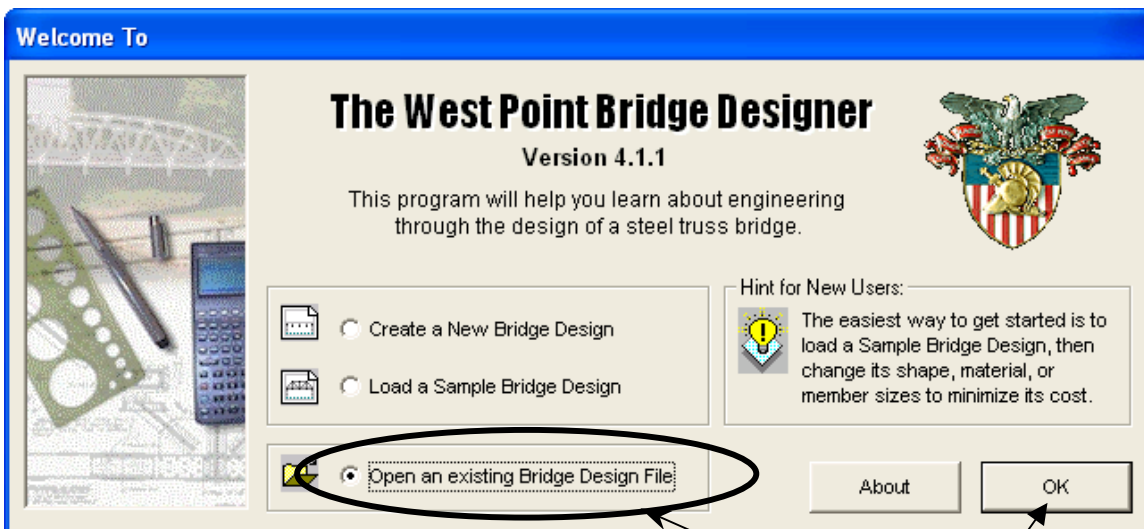 Welcome To
The West Point Bridge Designer
Version 4.1.1
This program will help you learn about engineering
through the design of a steel truss bridge.
Create a New Bridge Design
Load a Sample Bridge Design
Open an existing Bridge Design File
Hint for New Users:
The easiest way to get started is to
load a Sample Bridge Design, then
change its shape, material, or
member sizes to minimize its cost.
About
OK